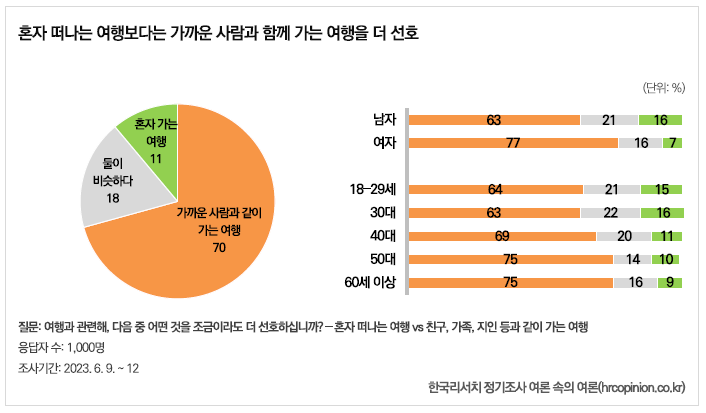 혼자 떠나는 여행보다는 가까운 사람과 함께 가는 여행을 더 선호
(단위: %)
혼자 가는
여행
11
둘이
비슷하다
18
가까운 사람과 같이
가는 여행
70
남자 63 21 16
여자 77 16 7
18-29세 64 21 15
30대 63 22 16
40대 69 20 11
50대 75 14 10
60세 이상 75 16 9
질문: 여행과 관련해, 다음 중 어떤 것을 조금이라도 더 선호하십니까? – 혼자 떠나는 여행 vs 친구, 가족, 지인 등과 같이 가는 여행
응답자 수: 1,000명
조사기간: 2023. 6. 9. ~ 12
한국리서치 정기조사 여론 속의 여론(hrcopinion.co.kr)